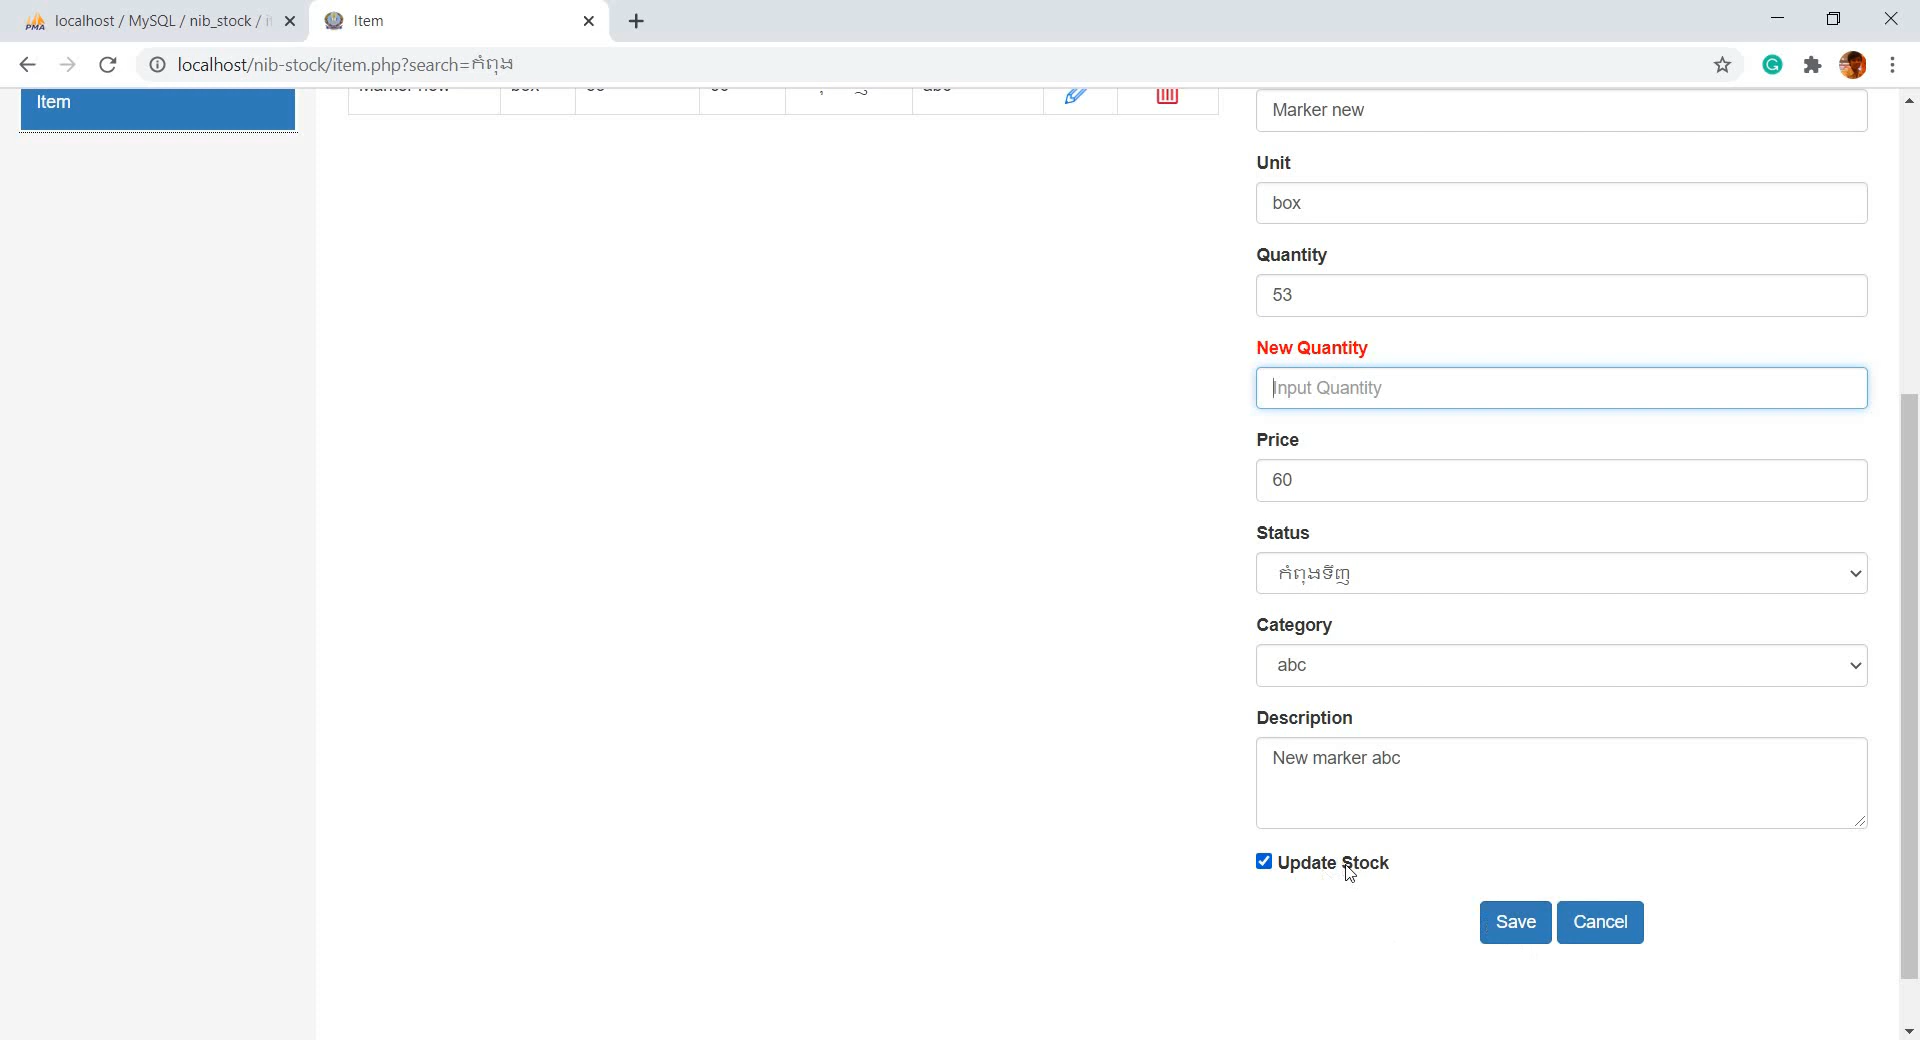 localhost / MySQL / nib_stock /
Item
localhost/nib-stock/item.php?search=កំពុង
Item
Marker new
Unit
box
Quantity
53
New Quantity
Input Quantity
Price
60
Status
កំពុងទិញ
Category
abc
Description
New marker abc
Update Stock
Save Cancel